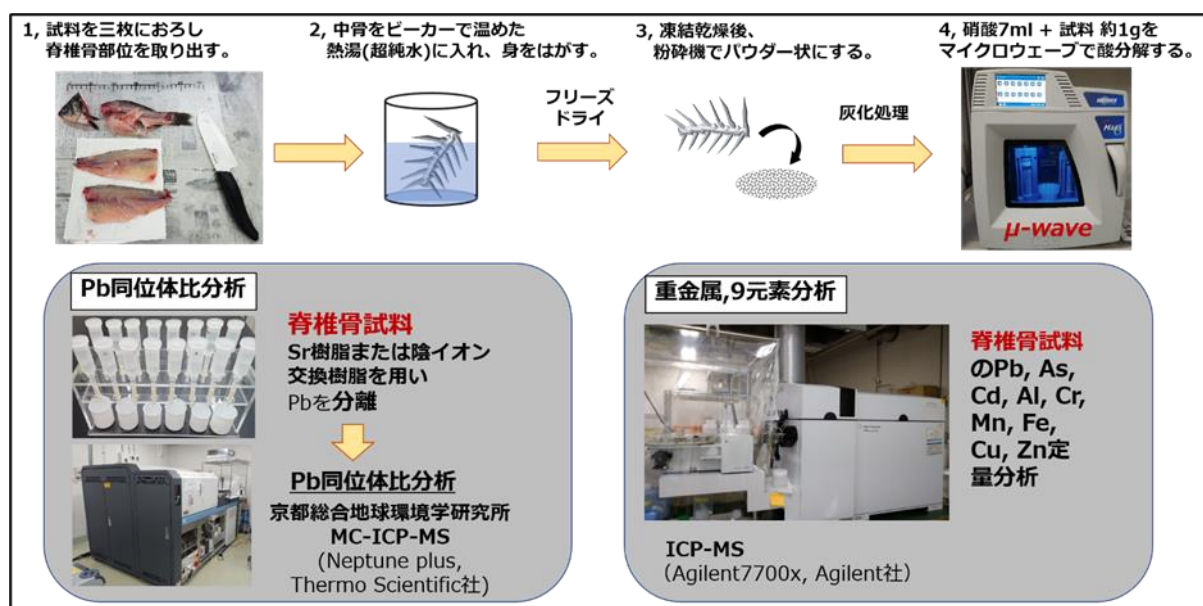 1, 試料を三枚におろし
脊椎骨部位を取り出す。
2, 中骨をビーカーで温めた
熱湯(超純水)に入れ、身をはがす。
3, 凍結乾燥後、
粉砕機でパウダー状にする。
4, 硝酸7ml + 試料 約1gを
マイクロウェーブで酸分解する。
フリーズ
ドライ
灰化処理
μ-wave
Pb同位体比分析
脊椎骨試料
Sr樹脂または陰イオン
交換樹脂を用い
Pbを分離
Pb同位体比分析
京都総合地球環境学研究所
MC-ICP-MS
(Neptune plus,
Thermo Scientific社)
重金属,9元素分析
脊椎骨試料
のPb, As,
Cd, Al, Cr,
Mn, Fe,
Cu, Zn定
量分析
ICP-MS
(Agilent7700x, Agilent社)